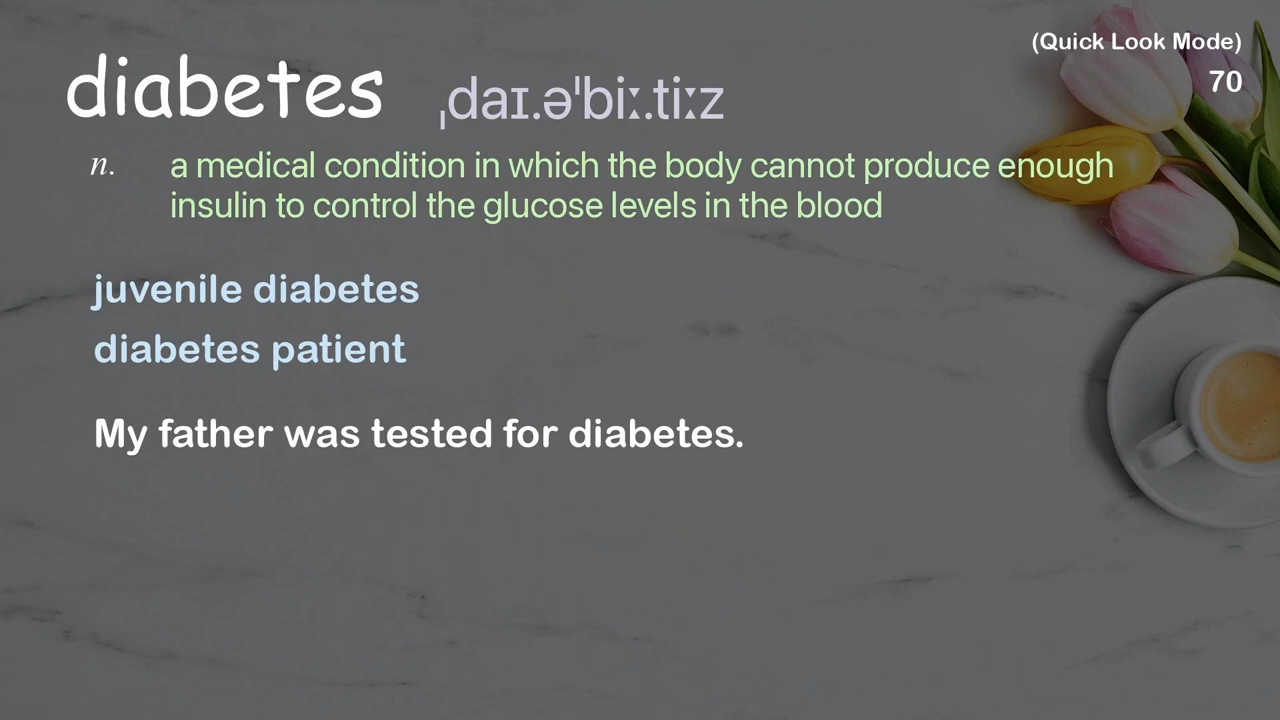 (Quick Look Mode)
70
diabetes ˌdaɪ.əˈbiː.tiːz
n. a medical condition in which the body cannot produce enough
insulin to control the glucose levels in the blood
juvenile diabetes
diabetes patient
My father was tested for diabetes.